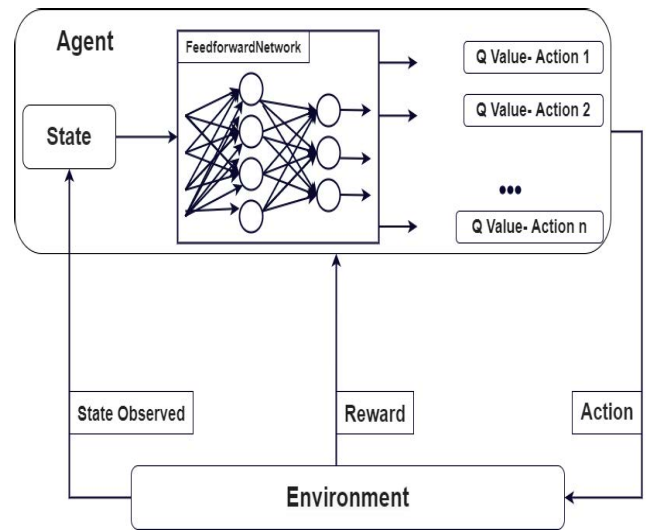 Agent
FeedforwardNetwork
State
Q Value- Action 1
Q Value- Action 2
•••
Q Value- Action n
State Observed
Reward
Action
Environment